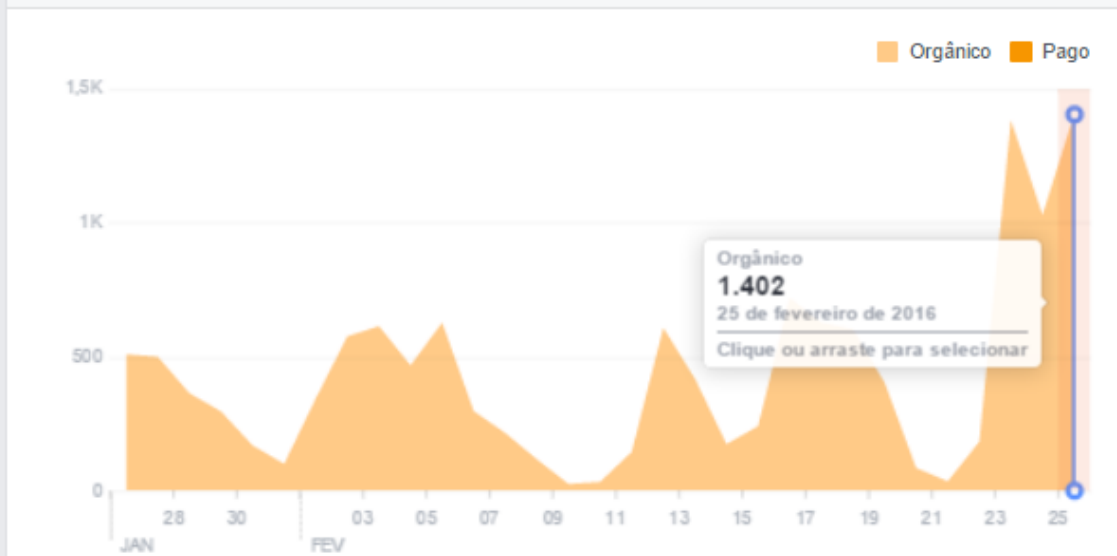 Orgânico Pago
1,5K
1K
500
0
Orgânico
1.402
25 de fevereiro de 2016
Clique ou arraste para selecionar
28 30 03 05 07 09 11 13 15 17 19 21 23 25
JAN FEV